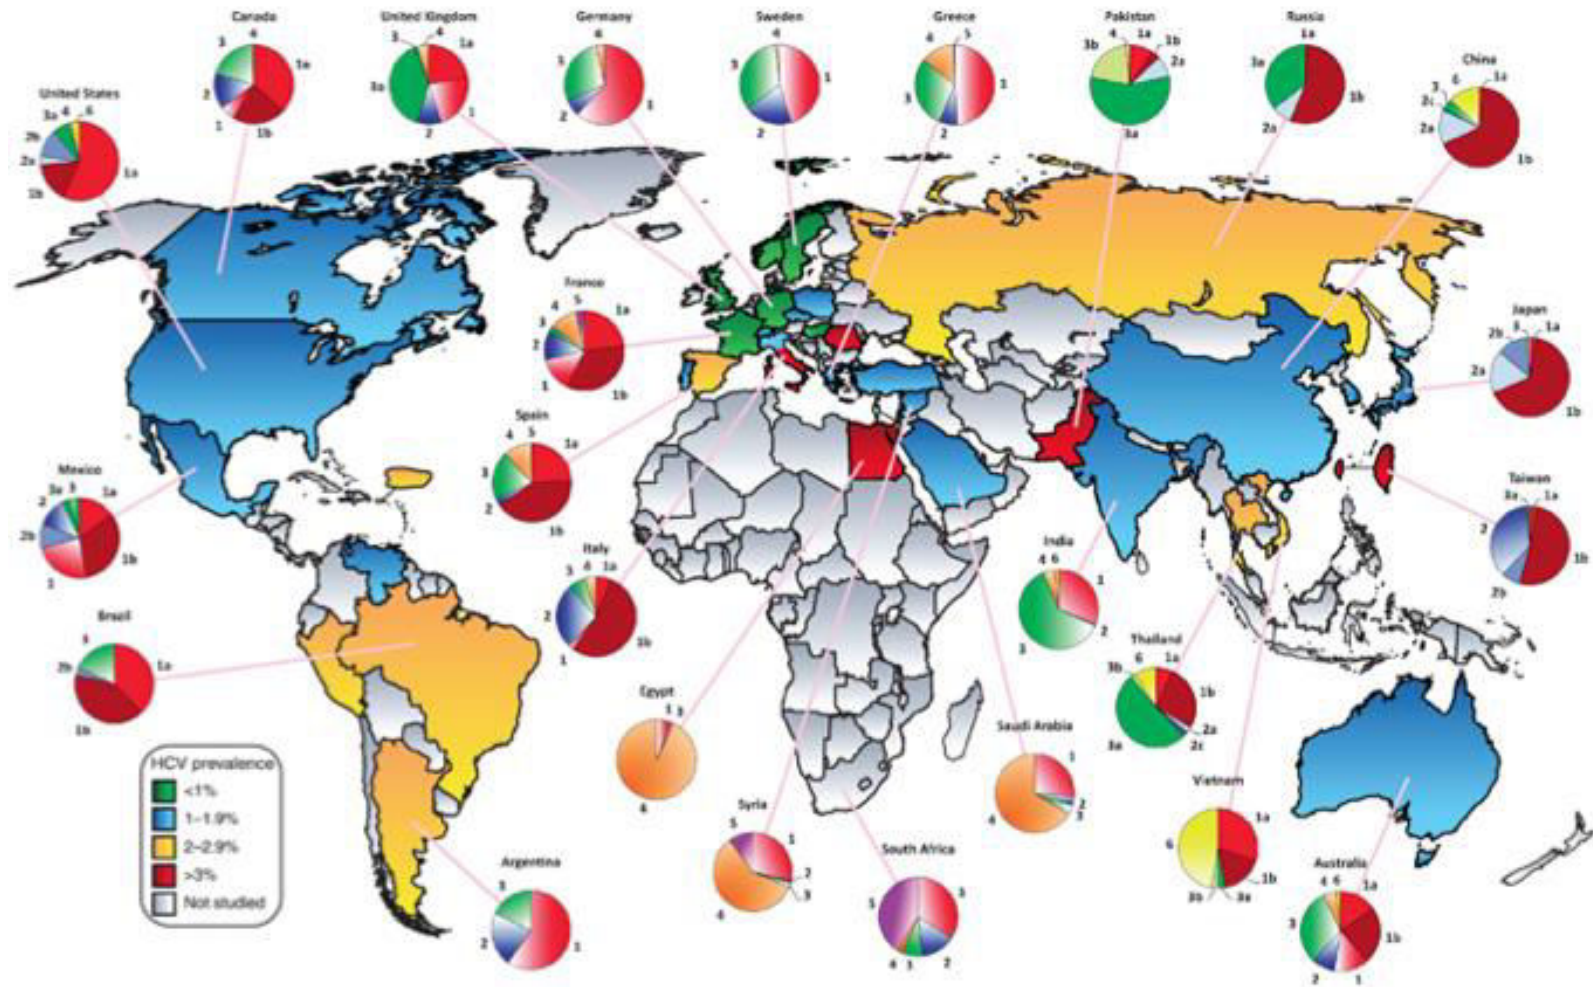 Canada
4
3
1a
2
1
1b
United Kingdom
3
4
1a
3a
2
1
Germany
4
3
1
2
Sweden
4
3
1
2
Greece
4
5
3
1
2
Pakistan
4
1a
3b
1b
2a
3a
Russia
1a
3a
2a
1b
China
6
1a
3
2c
2a
1b
United States
3a
4
6
2b
2a
1b
1a
France
5
4
1a
3
2
1
1b
Japan
3
1a
2b
2a
1b
Spain
5
4
1a
3
2
1b
Mexico
3
3a
2
1a
2b
1
1b
Taiwan
3a
1a
2
2b
1b
Italy
4
3
1a
2
1
1b
India
4
6
1
2
3
Brazil
3
1a
2b
1b
Thailand
6
1a
3b
1b
2a
2c
3a
Egypt
1
3
4
Saudi Arabia
1
2
3
4
HCV prevalence
<1%
1–1.9%
2–2.9%
>3%
Not studied
Syria
5
1
2
3
4
South Africa
5
2
3
4
Vietnam
6
1a
1b
3a
3b
Argentina
3
1
2
Australia
4
6
1a
3
1b
2
1